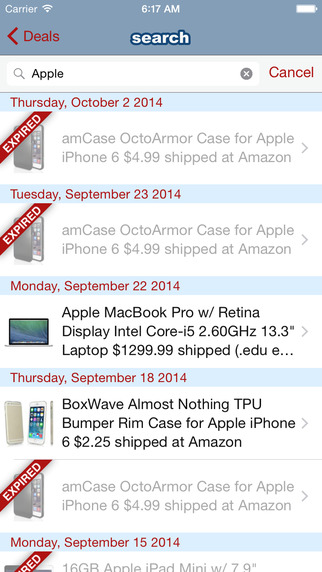 Carrier 6:17 AM
Deals search
Apple Cancel
Thursday, October 2 2014
EXPIRED
amCase OctoArmor Case for Apple
iPhone 6 $4.99 shipped at Amazon
Tuesday, September 23 2014
EXPIRED
amCase OctoArmor Case for Apple
iPhone 6 $4.99 shipped at Amazon
Monday, September 22 2014
Apple MacBook Pro w/ Retina
Display Intel Core-i5 2.60GHz 13.3"
Laptop $1299.99 shipped (.edu e...
Thursday, September 18 2014
BoxWave Almost Nothing TPU
Bumper Rim Case for Apple iPhone
6 $2.25 shipped at Amazon
EXPIRED
amCase OctoArmor Case for Apple
iPhone 6 $4.99 shipped at Amazon
Monday, September 15 2014
16GB Apple iPad Mini w/ 7.9"